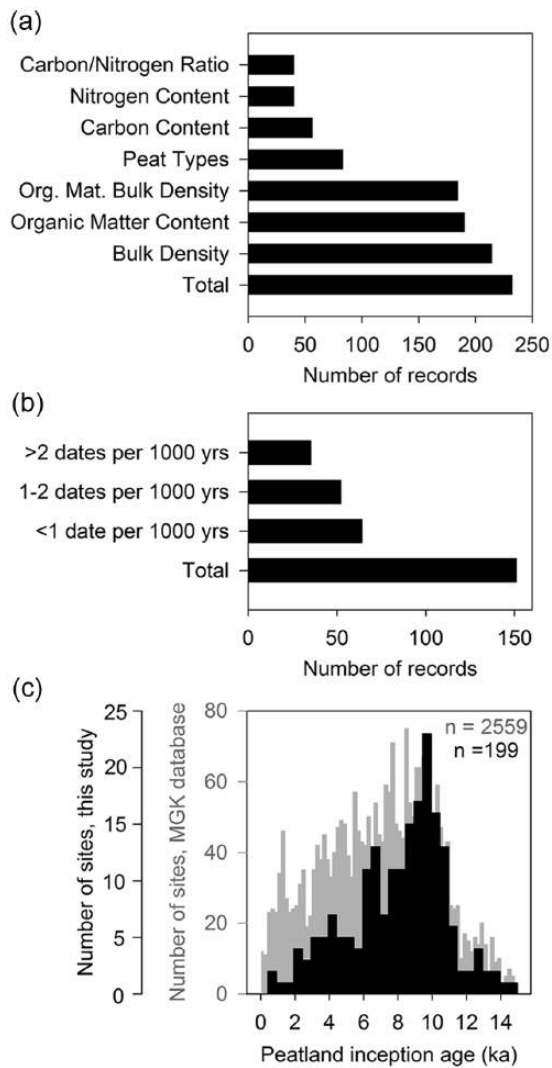 (a)
Carbon/Nitrogen Ratio
Nitrogen Content
Carbon Content
Peat Types
Org. Mat. Bulk Density
Organic Matter Content
Bulk Density
Total
0 50 100 150 200 250
Number of records
(b)
>2 dates per 1000 yrs
1-2 dates per 1000 yrs
<1 date per 1000 yrs
Total
0 50 100 150
Number of records
(c)
Number of sites, this study
25
20
15
10
5
0
Number of sites, MGK database
80
60
40
20
0
n = 2559
n =199
0 2 4 6 8 10 12 14
Peatland inception age (ka)